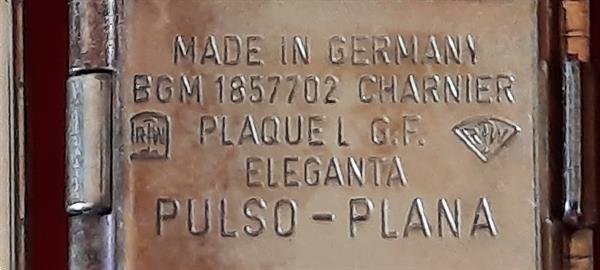 MADE IN GERMANY
BGM 1857702 CHARNIER
R&W PLAQUE L G.F. R&W
ELEGANTA
PULSO-PLANA